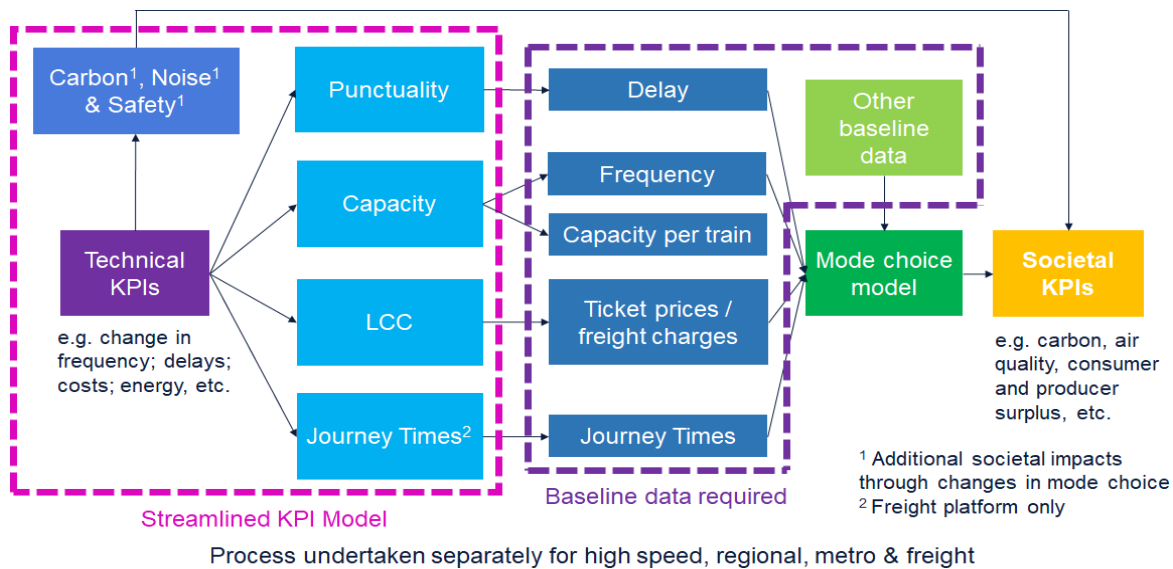 Carbon¹, Noise¹
& Safety¹
Punctuality
Delay
Other
baseline
data
Capacity
Frequency
Capacity per train
Technical
KPIs
Mode choice
model
Societal
KPIs
LCC
Ticket prices /
freight charges
e.g. change in
frequency; delays;
costs; energy, etc.
e.g. carbon, air
quality, consumer
and producer
surplus, etc.
Journey Times²
Journey Times
¹ Additional societal impacts
through changes in mode choice
² Freight platform only
Baseline data required
Streamlined KPI Model
Process undertaken separately for high speed, regional, metro & freight